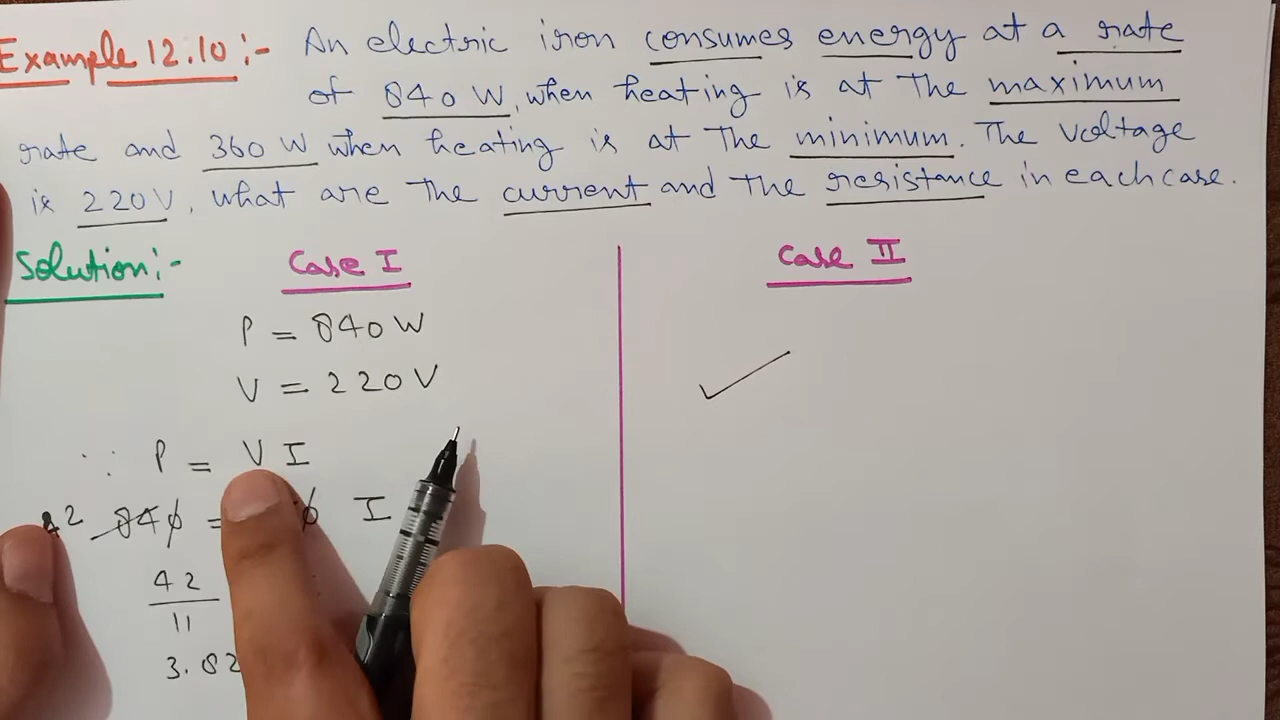 Example 12.10:- An electric iron consumes energy at a rate
of 840 W, when heating is at the maximum
rate and 360 W when heating is at the minimum. The voltage
is 220V, what are the current and the resistance in each case.
Solution:- Case I
P = 840 W
V = 220 V
∵ P = V I
42 840 = I
42
11
3.82
Case II